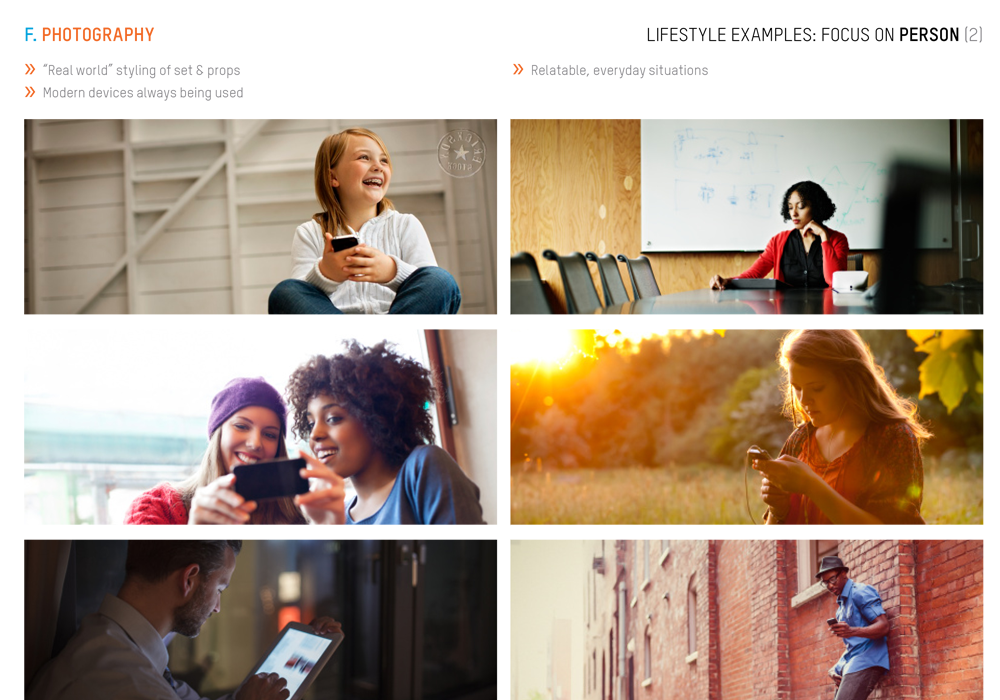 F. PHOTOGRAPHY
LIFESTYLE EXAMPLES: FOCUS ON PERSON (2)
» “Real world” styling of set & props
» Modern devices always being used
» Relatable, everyday situations